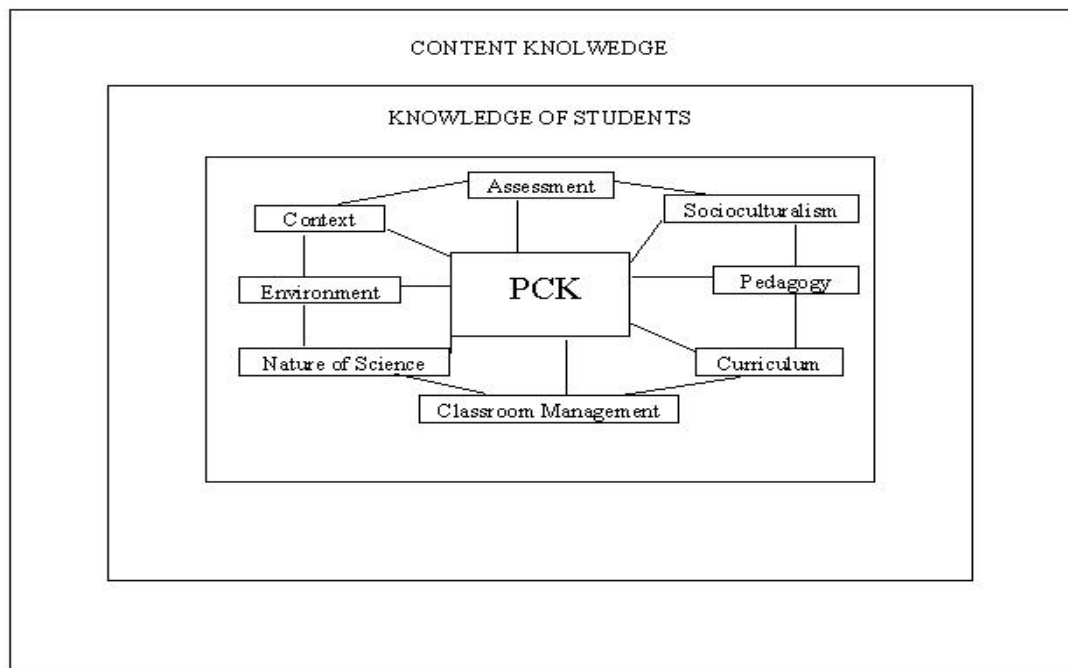 CONTENT KNOLWEDGE
KNOWLEDGE OF STUDENTS
Assessment
Socioculturalism
Context
PCK
Pedagogy
Environment
Nature of Science
Curriculum
Classroom Management